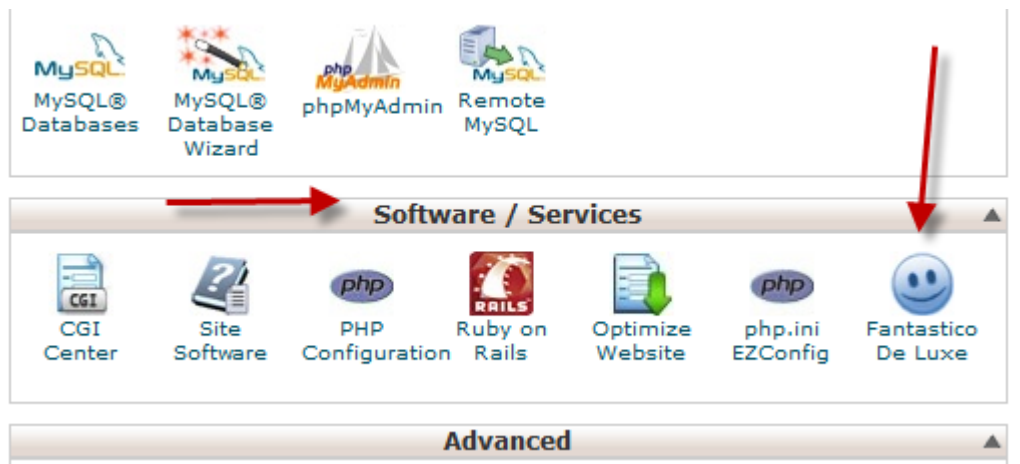 MySQL MySQL php MyAdmin MySQL
MySQL® Databases
MySQL® Database Wizard
phpMyAdmin
Remote MySQL
Software / Services
CGI php RAILS php
CGI Center
Site Software
PHP Configuration
Ruby on Rails
Optimize Website
php.ini EZConfig
Fantastico De Luxe
Advanced